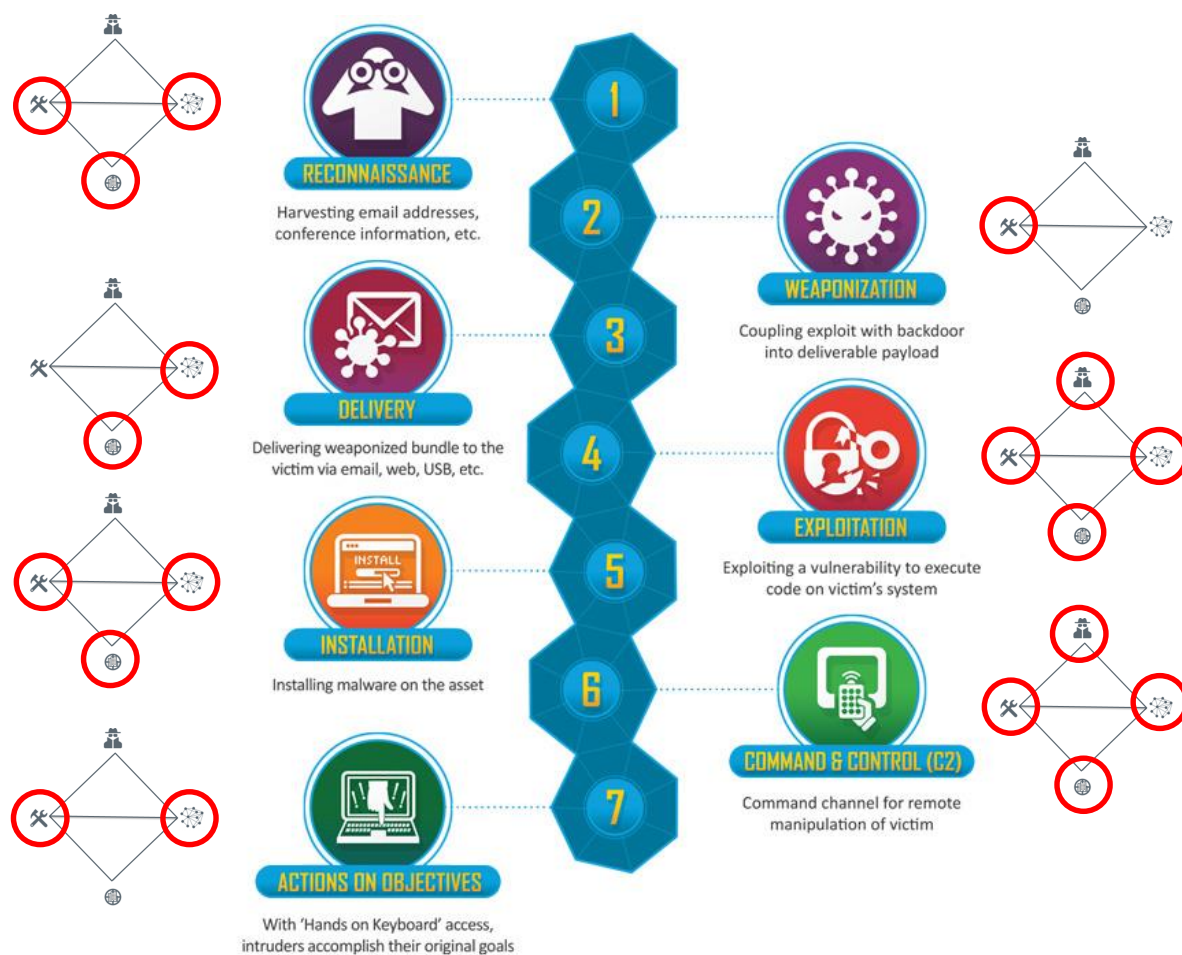 1
RECONNAISSANCE
Harvesting email addresses,
conference information, etc.
2
WEAPONIZATION
Coupling exploit with backdoor
into deliverable payload
3
DELIVERY
Delivering weaponized bundle to the
victim via email, web, USB, etc.
4
EXPLOITATION
Exploiting a vulnerability to execute
code on victim's system
5
INSTALL
INSTALLATION
Installing malware on the asset
6
COMMAND & CONTROL (C2)
Command channel for remote
manipulation of victim
7
ACTIONS ON OBJECTIVES
With 'Hands on Keyboard' access,
intruders accomplish their original goals